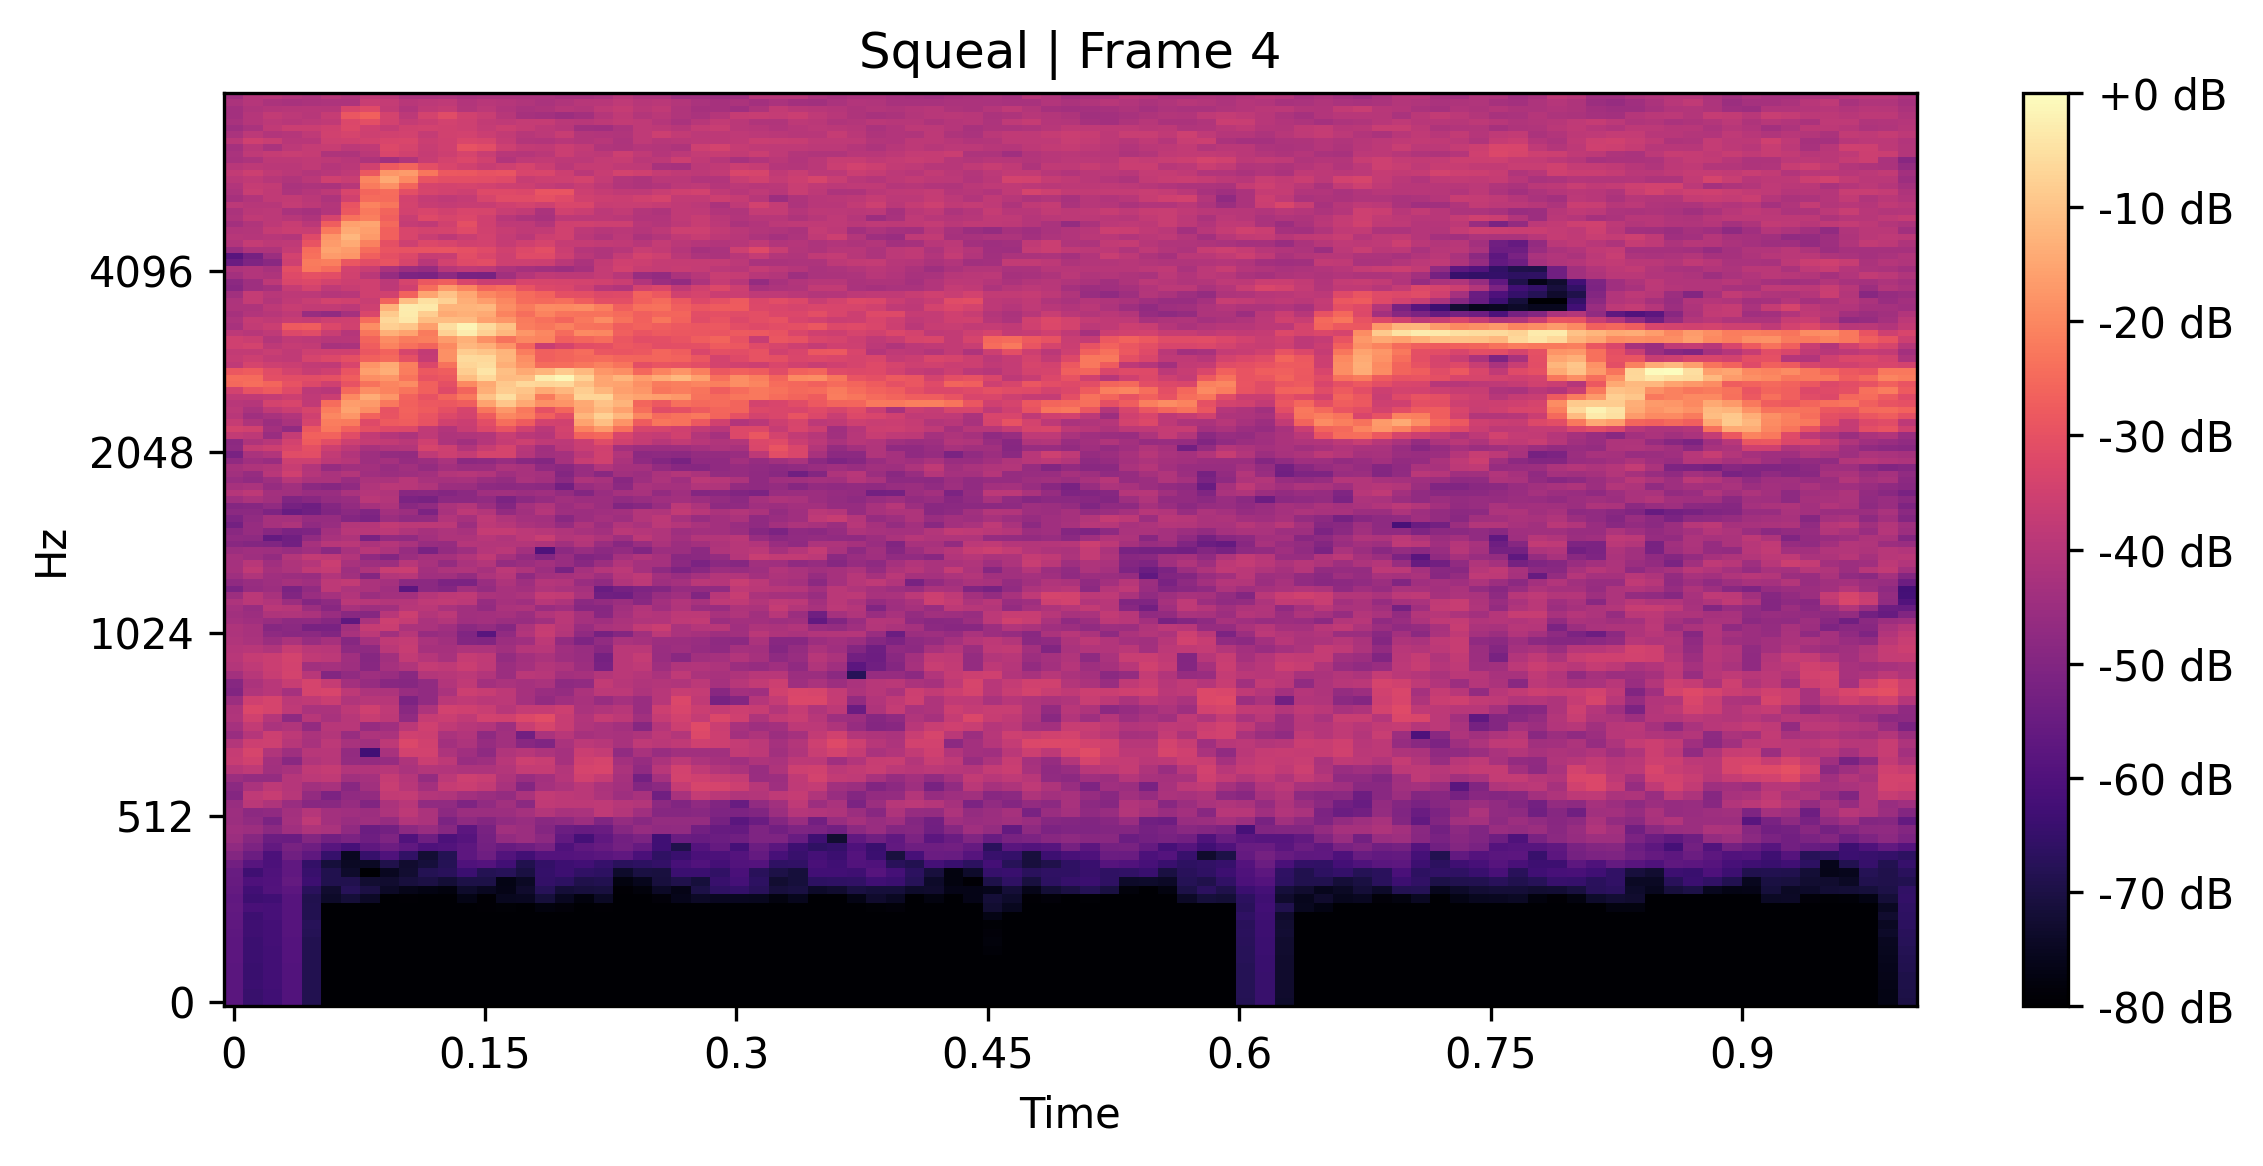 Squeal | Frame 4
+0 dB
-10 dB
-20 dB
-30 dB
-40 dB
-50 dB
-60 dB
-70 dB
-80 dB
Hz
4096
2048
1024
512
0
0 0.15 0.3 0.45 0.6 0.75 0.9
Time